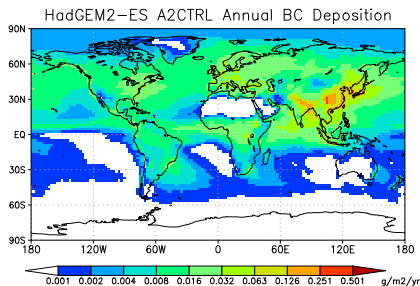 HadGEM2-ES A2CTRL Annual BC Deposition
90N
60N
30N
EQ
30S
60S
90S
180 120W 60W 0 60E 120E 180
0.001 0.002 0.004 0.008 0.016 0.032 0.063 0.126 0.251 0.501 g/m2/yr